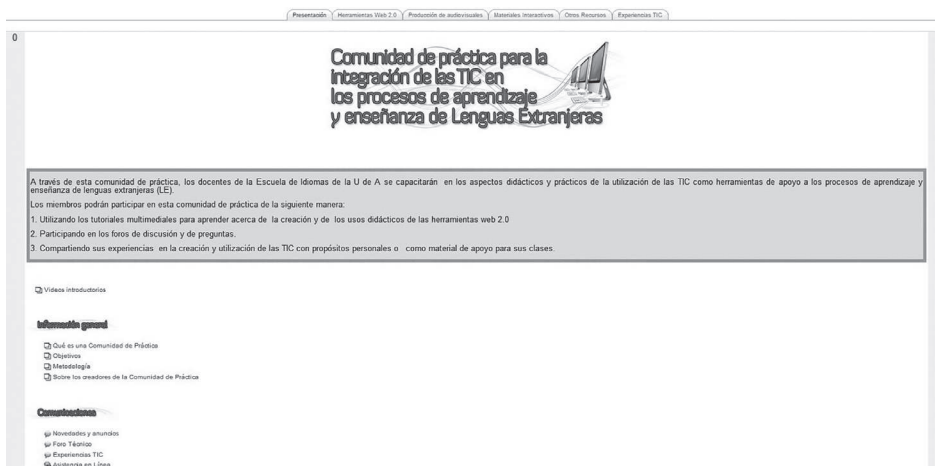 Presentación Herramientas Web 2.0 Producción de audiovisuales Materiales Interactivos Otros Recursos Experiencias TIC
0
Comunidad de práctica para la
integración de las TIC en
los procesos de aprendizaje
y enseñanza de Lenguas Extranjeras
A través de esta comunidad de práctica, los docentes de la Escuela de Idiomas de la U de A se capacitarán en los aspectos didácticos y prácticos de la utilización de las TIC como herramientas de apoyo a los procesos de aprendizaje y
enseñanza de lenguas extranjeras (LE).
Los miembros podrán participar en esta comunidad de práctica de la siguiente manera:
1. Utilizando los tutoriales multimediales para aprender acerca de la creación y de los usos didácticos de las herramientas web 2.0
2. Participando en los foros de discusión y de preguntas.
3. Compartiendo sus experiencias en la creación y utilización de las TIC con propósitos personales o como material de apoyo para sus clases.
Videos introductorios
Información general
Qué es una Comunidad de Práctica
Objetivos
Metodología
Sobre los creadores de la Comunidad de Práctica
Comunicaciones
Novedades y anuncios
Foro Técnico
Experiencias TIC
Asistencia en Línea